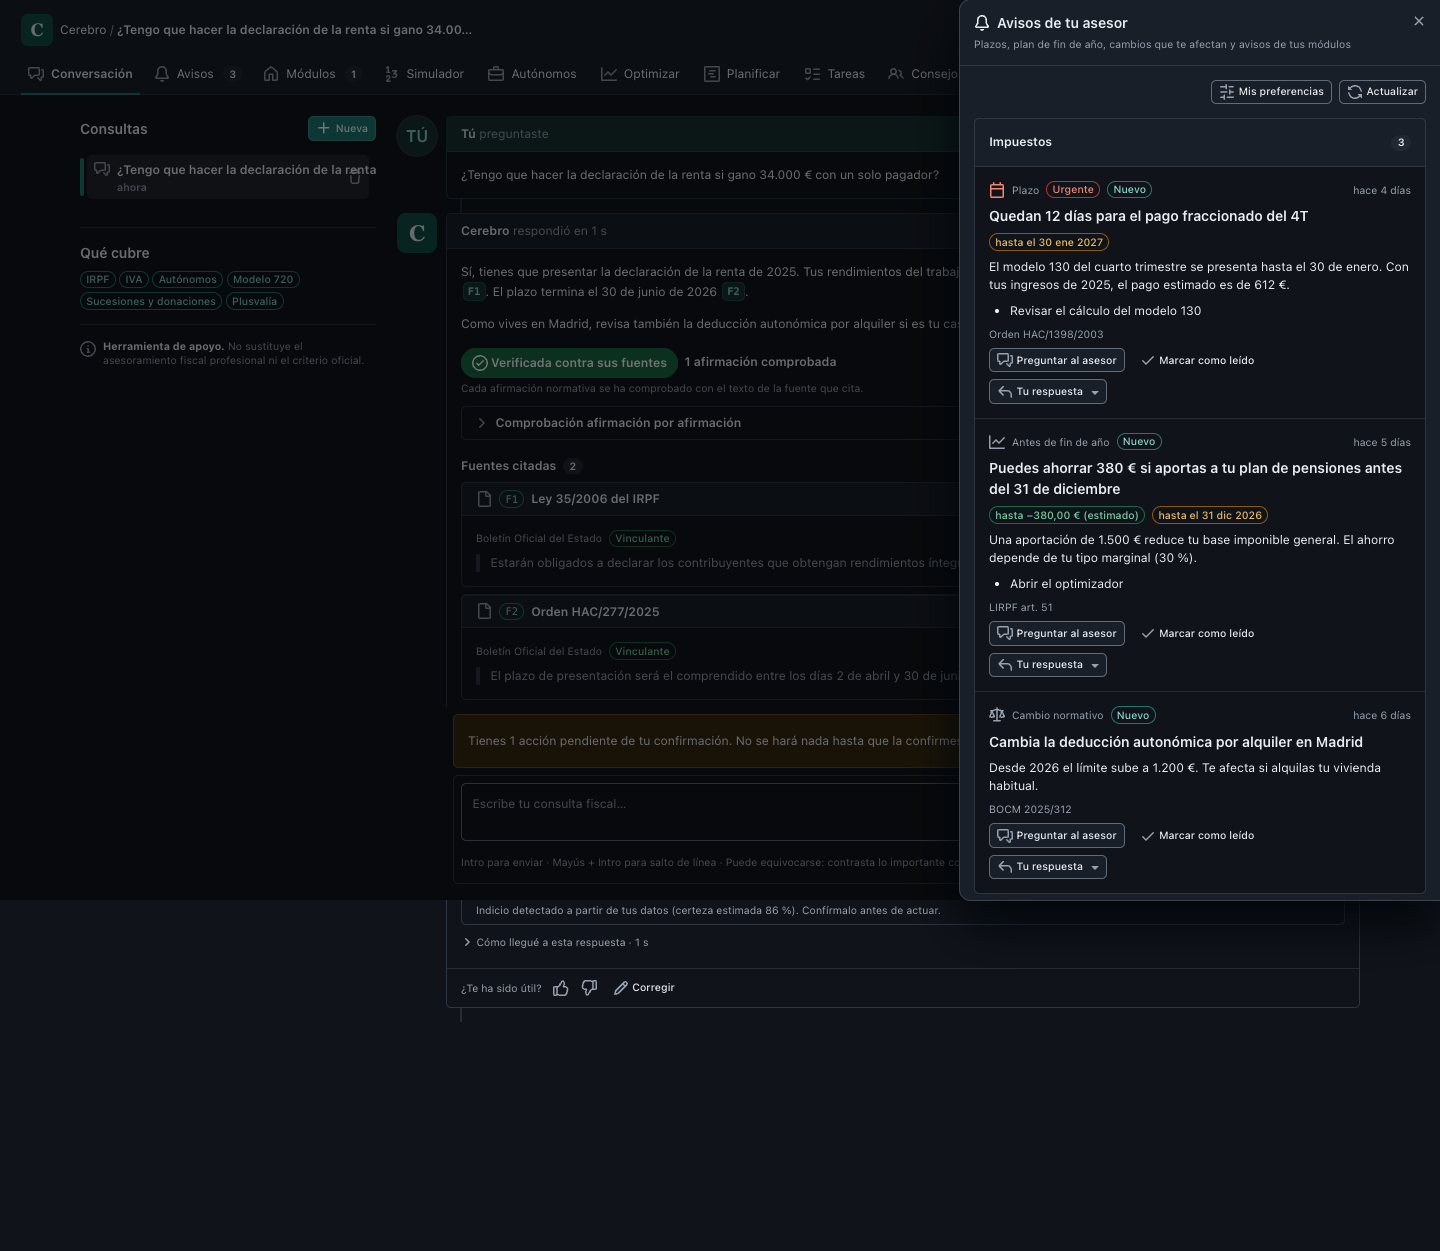 Cerebro / ¿Tengo que hacer la declaración de la renta si gano 34.00...
Conversación
Avisos 3
Módulos 1
Simulador
Autónomos
Optimizar
Planificar
Tareas
Consejo
Consultas
Nueva
¿Tengo que hacer la declaración de la renta
ahora
Qué cubre
IRPF IVA Autónomos Modelo 720
Sucesiones y donaciones Plusvalía
Herramienta de apoyo. No sustituye el
asesoramiento fiscal profesional ni el criterio oficial.
TÚ
Tú preguntaste
¿Tengo que hacer la declaración de la renta si gano 34.000 € con un solo pagador?
C
Cerebro respondió en 1 s
Sí, tienes que presentar la declaración de la renta de 2025. Tus rendimientos del trabaj
F1. El plazo termina el 30 de junio de 2026 F2.
Como vives en Madrid, revisa también la deducción autonómica por alquiler si es tu cas
Verificada contra sus fuentes 1 afirmación comprobada
Cada afirmación normativa se ha comprobado con el texto de la fuente que cita.
Comprobación afirmación por afirmación
Fuentes citadas 2
F1 Ley 35/2006 del IRPF
Boletín Oficial del Estado Vinculante
Estarán obligados a declarar los contribuyentes que obtengan rendimientos ínteg
F2 Orden HAC/277/2025
Boletín Oficial del Estado Vinculante
El plazo de presentación será el comprendido entre los días 2 de abril y 30 de jun
Tienes 1 acción pendiente de tu confirmación. No se hará nada hasta que la confirmes
Escribe tu consulta fiscal...
Intro para enviar · Mayús + Intro para salto de línea · Puede equivocarse: contrasta lo importante co
Indicio detectado a partir de tus datos (certeza estimada 86 %). Confírmalo antes de actuar.
Cómo llegué a esta respuesta · 1 s
¿Te ha sido útil? Corregir
Avisos de tu asesor
Plazos, plan de fin de año, cambios que te afectan y avisos de tus módulos
Mis preferencias
Actualizar
Impuestos 3
Plazo Urgente Nuevo hace 4 días
Quedan 12 días para el pago fraccionado del 4T
hasta el 30 ene 2027
El modelo 130 del cuarto trimestre se presenta hasta el 30 de enero. Con
tus ingresos de 2025, el pago estimado es de 612 €.
• Revisar el cálculo del modelo 130
Orden HAC/1398/2003
Preguntar al asesor Marcar como leído
Tu respuesta
Antes de fin de año Nuevo hace 5 días
Puedes ahorrar 380 € si aportas a tu plan de pensiones antes
del 31 de diciembre
hasta −380,00 € (estimado) hasta el 31 dic 2026
Una aportación de 1.500 € reduce tu base imponible general. El ahorro
depende de tu tipo marginal (30 %).
• Abrir el optimizador
LIRPF art. 51
Preguntar al asesor Marcar como leído
Tu respuesta
Cambio normativo Nuevo hace 6 días
Cambia la deducción autonómica por alquiler en Madrid
Desde 2026 el límite sube a 1.200 €. Te afecta si alquilas tu vivienda
habitual.
BOCM 2025/312
Preguntar al asesor Marcar como leído
Tu respuesta